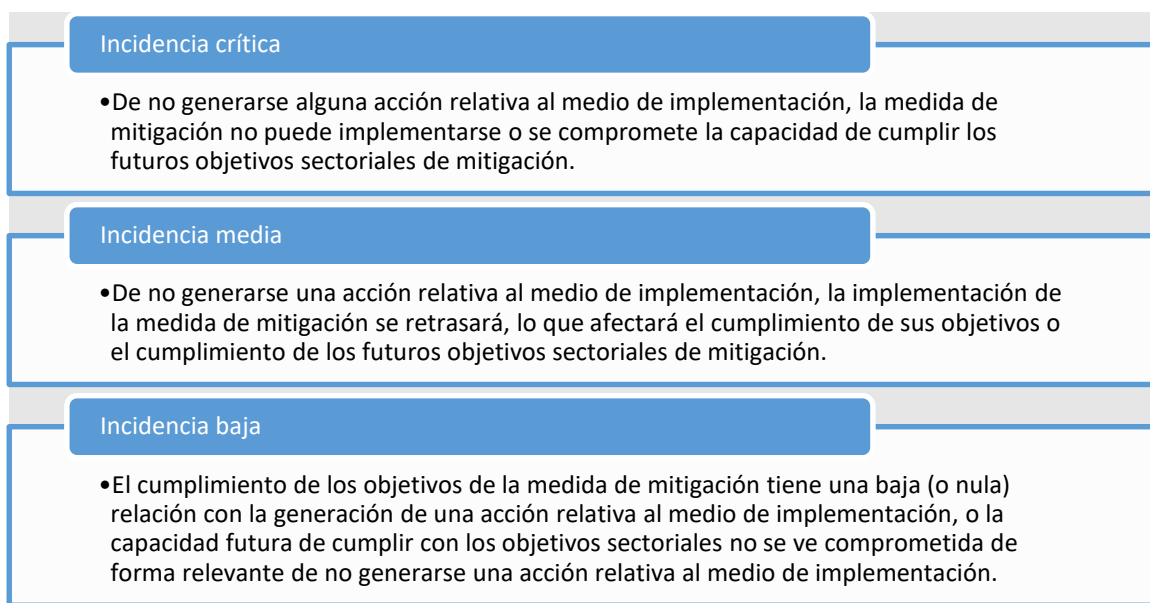 Incidencia crítica
•De no generarse alguna acción relativa al medio de implementación, la medida de
mitigación no puede implementarse o se compromete la capacidad de cumplir los
futuros objetivos sectoriales de mitigación.
Incidencia media
•De no generarse una acción relativa al medio de implementación, la implementación de
la medida de mitigación se retrasará, lo que afectará el cumplimiento de sus objetivos o
el cumplimiento de los futuros objetivos sectoriales de mitigación.
Incidencia baja
•El cumplimiento de los objetivos de la medida de mitigación tiene una baja (o nula)
relación con la generación de una acción relativa al medio de implementación, o la
capacidad futura de cumplir con los objetivos sectoriales no se ve comprometida de
forma relevante de no generarse una acción relativa al medio de implementación.